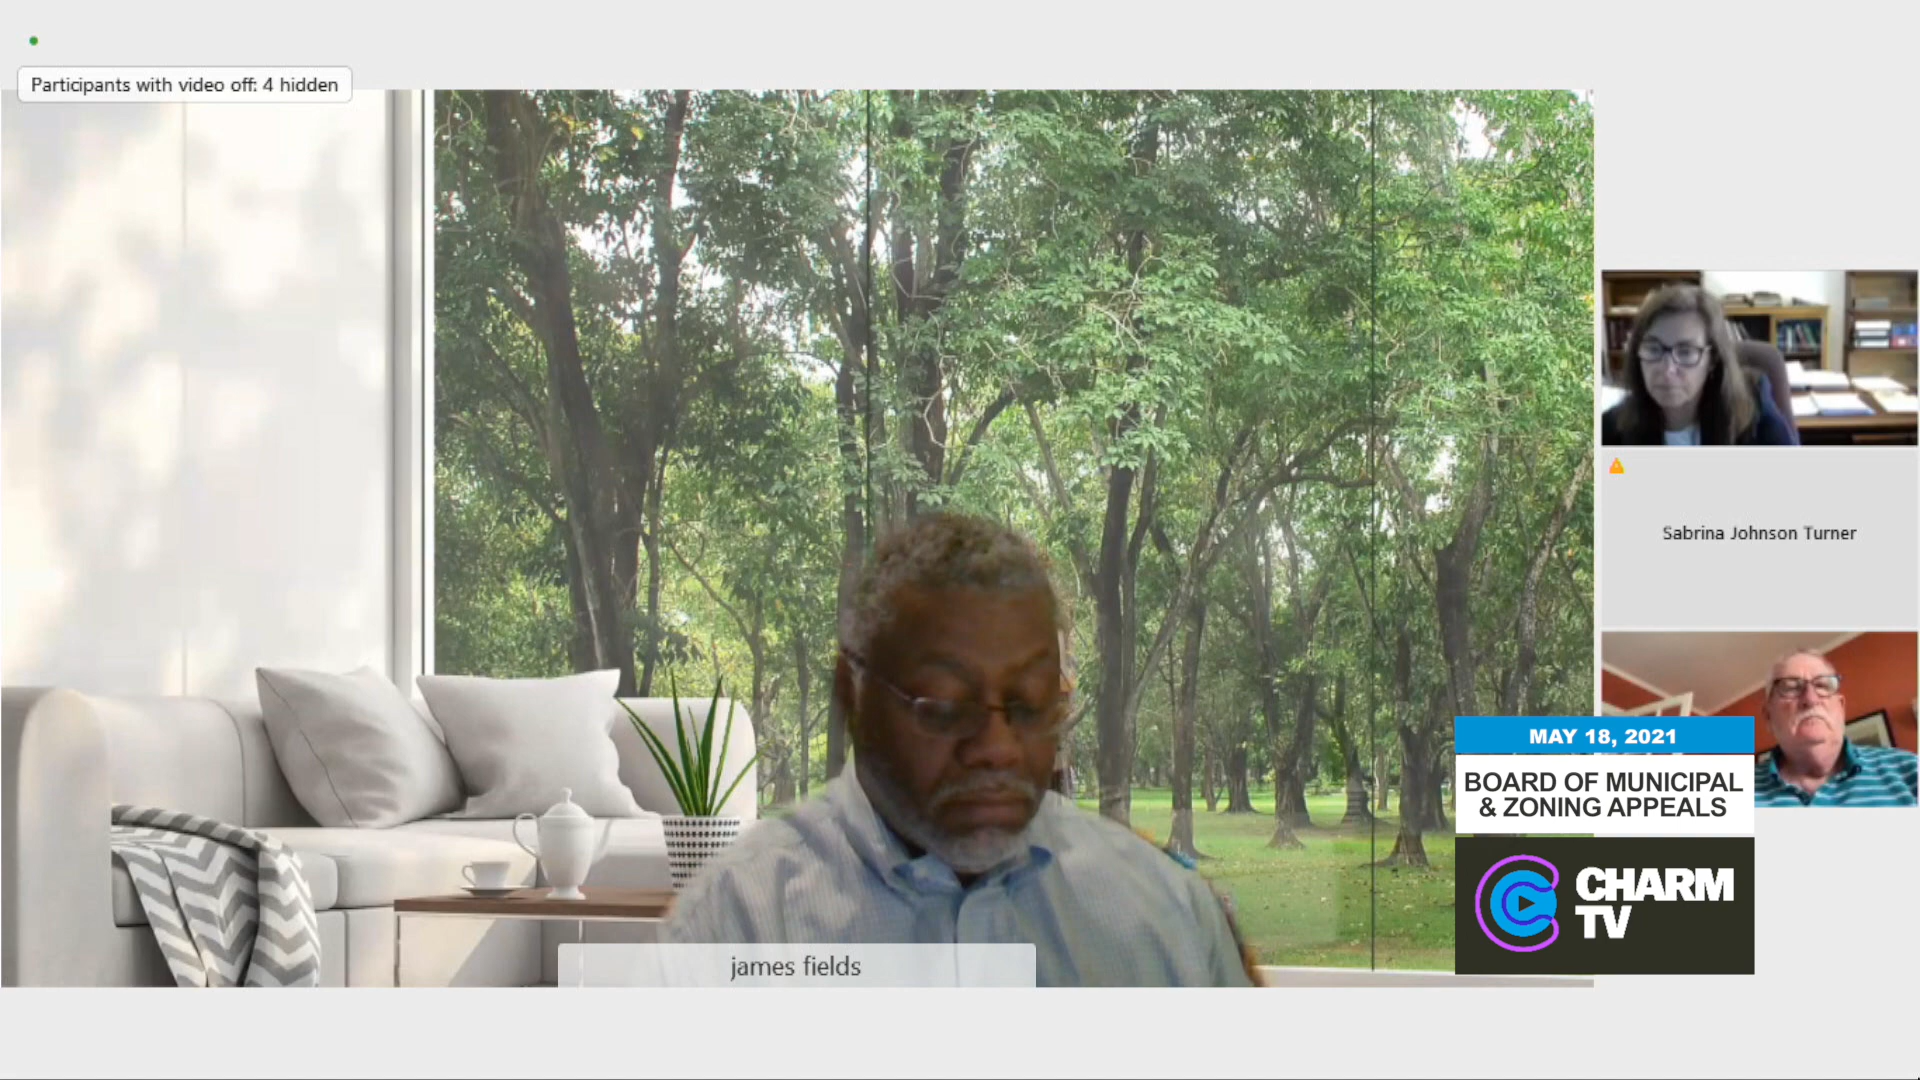 Participants with video off: 4 hidden
Sabrina Johnson Turner
MAY 18, 2021
BOARD OF MUNICIPAL
& ZONING APPEALS
CHARM
TV
james fields